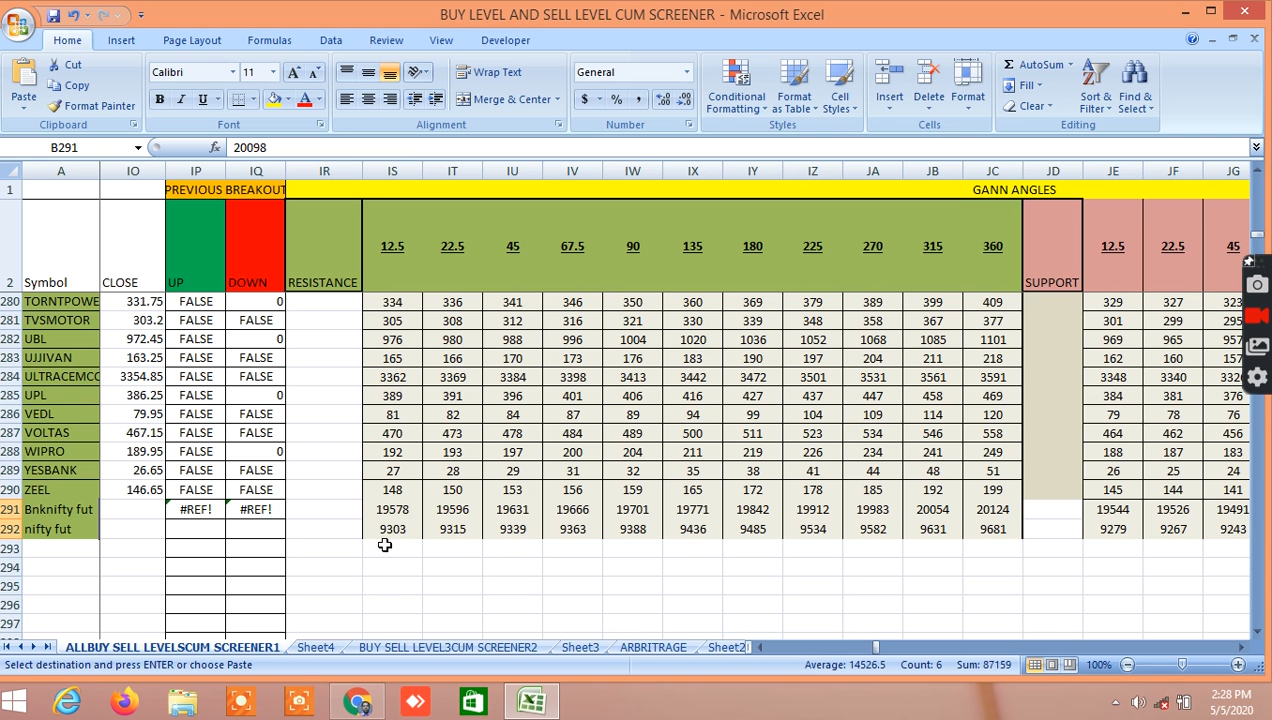 BUY LEVEL AND SELL LEVEL CUM SCREENER - Microsoft Excel
Home Insert Page Layout Formulas Data Review View Developer
Paste Cut Copy Format Painter
Calibri 11 B I U A A A
Wrap Text Merge & Center
General $ % ,
Conditional Formatting Format as Table Cell Styles
Insert Delete Format
Σ AutoSum Fill Clear Sort & Filter Find & Select
Clipboard Font Alignment Number Styles Cells Editing
B291 fx 20098
A IO IP IQ IR IS IT IU IV IW IX IY IZ JA JB JC JD JE JF JG
1 PREVIOUS BREAKOUT GANN ANGLES
2 Symbol CLOSE UP DOWN RESISTANCE 12.5 22.5 45 67.5 90 135 180 225 270 315 360 SUPPORT 12.5 22.5 45
280 TORNTPOWE 331.75 FALSE 0 334 336 341 346 350 360 369 379 389 399 409 329 327 323
281 TVSMOTOR 303.2 FALSE FALSE 305 308 312 316 321 330 339 348 358 367 377 301 299 295
282 UBL 972.45 FALSE 0 976 980 988 996 1004 1020 1036 1052 1068 1085 1101 969 965 957
283 UJJIVAN 163.25 FALSE FALSE 165 166 170 173 176 183 190 197 204 211 218 162 160 157
284 ULTRACEMCO 3354.85 FALSE FALSE 3362 3369 3384 3398 3413 3442 3472 3501 3531 3561 3591 3348 3340 3326
285 UPL 386.25 FALSE 0 389 391 396 401 406 416 427 437 447 458 469 384 381 376
286 VEDL 79.95 FALSE FALSE 81 82 84 87 89 94 99 104 109 114 120 79 78 76
287 VOLTAS 467.15 FALSE FALSE 470 473 478 484 489 500 511 523 534 546 558 464 462 456
288 WIPRO 189.95 FALSE 0 192 193 197 200 204 211 219 226 234 241 249 188 187 183
289 YESBANK 26.65 FALSE FALSE 27 28 29 31 32 35 38 41 44 48 51 26 25 24
290 ZEEL 146.65 FALSE FALSE 148 150 153 156 159 165 172 178 185 192 199 145 144 141
291 Bnknifty fut #REF! #REF! 19578 19596 19631 19666 19701 19771 19842 19912 19983 20054 20124 19544 19526 19491
292 nifty fut 9303 9315 9339 9363 9388 9436 9485 9534 9582 9631 9681 9279 9267 9243
293
294
295
296
297
ALLBUY SELL LEVELSCUM SCREENER1 Sheet4 BUY SELL LEVEL3CUM SCREENER2 Sheet3 ARBRITRAGE Sheet2
Select destination and press ENTER or choose Paste Average: 14526.5 Count: 6 Sum: 87159 100%
2:28 PM
5/5/2020